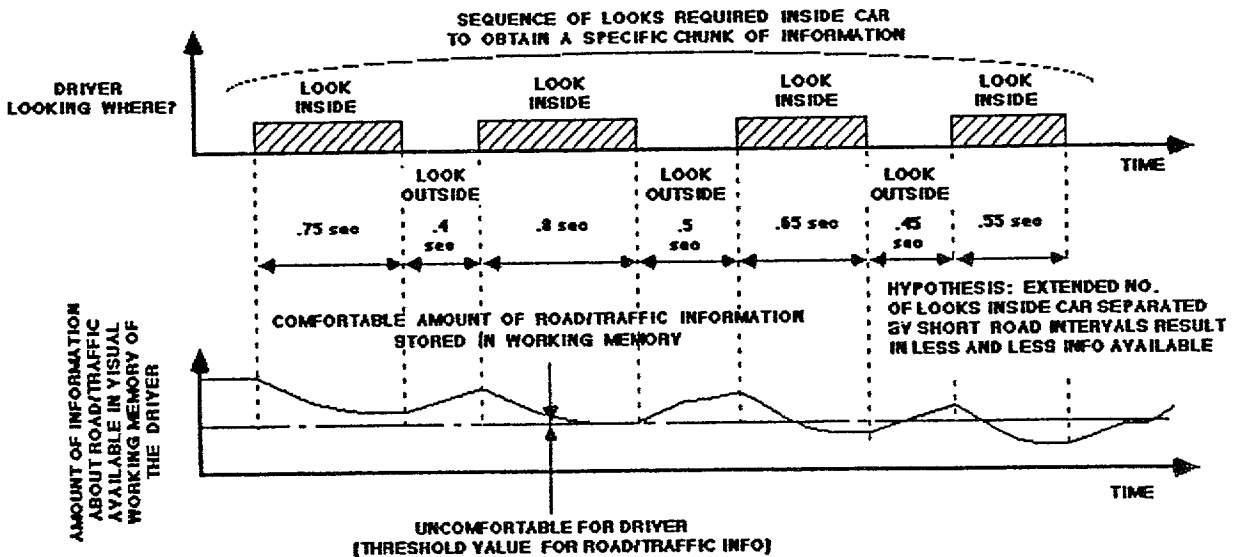 SEQUENCE OF LOOKS REQUIRED INSIDE CAR
TO OBTAIN A SPECIFIC CHUNK OF INFORMATION
DRIVER
LOOKING WHERE?
LOOK
INSIDE
LOOK
INSIDE
LOOK
INSIDE
LOOK
INSIDE
TIME
LOOK
OUTSIDE
LOOK
OUTSIDE
LOOK
OUTSIDE
.75 sec
.4
sec
.8 sec
.5
sec
.65 sec
.45
sec
.55 sec
HYPOTHESIS: EXTENDED NO.
OF LOOKS INSIDE CAR SEPARATED
BY SHORT ROAD INTERVALS RESULT
IN LESS AND LESS INFO AVAILABLE
COMFORTABLE AMOUNT OF ROAD/TRAFFIC INFORMATION
STORED IN WORKING MEMORY
AMOUNT OF INFORMATION
ABOUT ROAD/TRAFFIC
AVAILABLE IN VISUAL
WORKING MEMORY OF
THE DRIVER
TIME
UNCOMFORTABLE FOR DRIVER
(THRESHOLD VALUE FOR ROAD/TRAFFIC INFO)